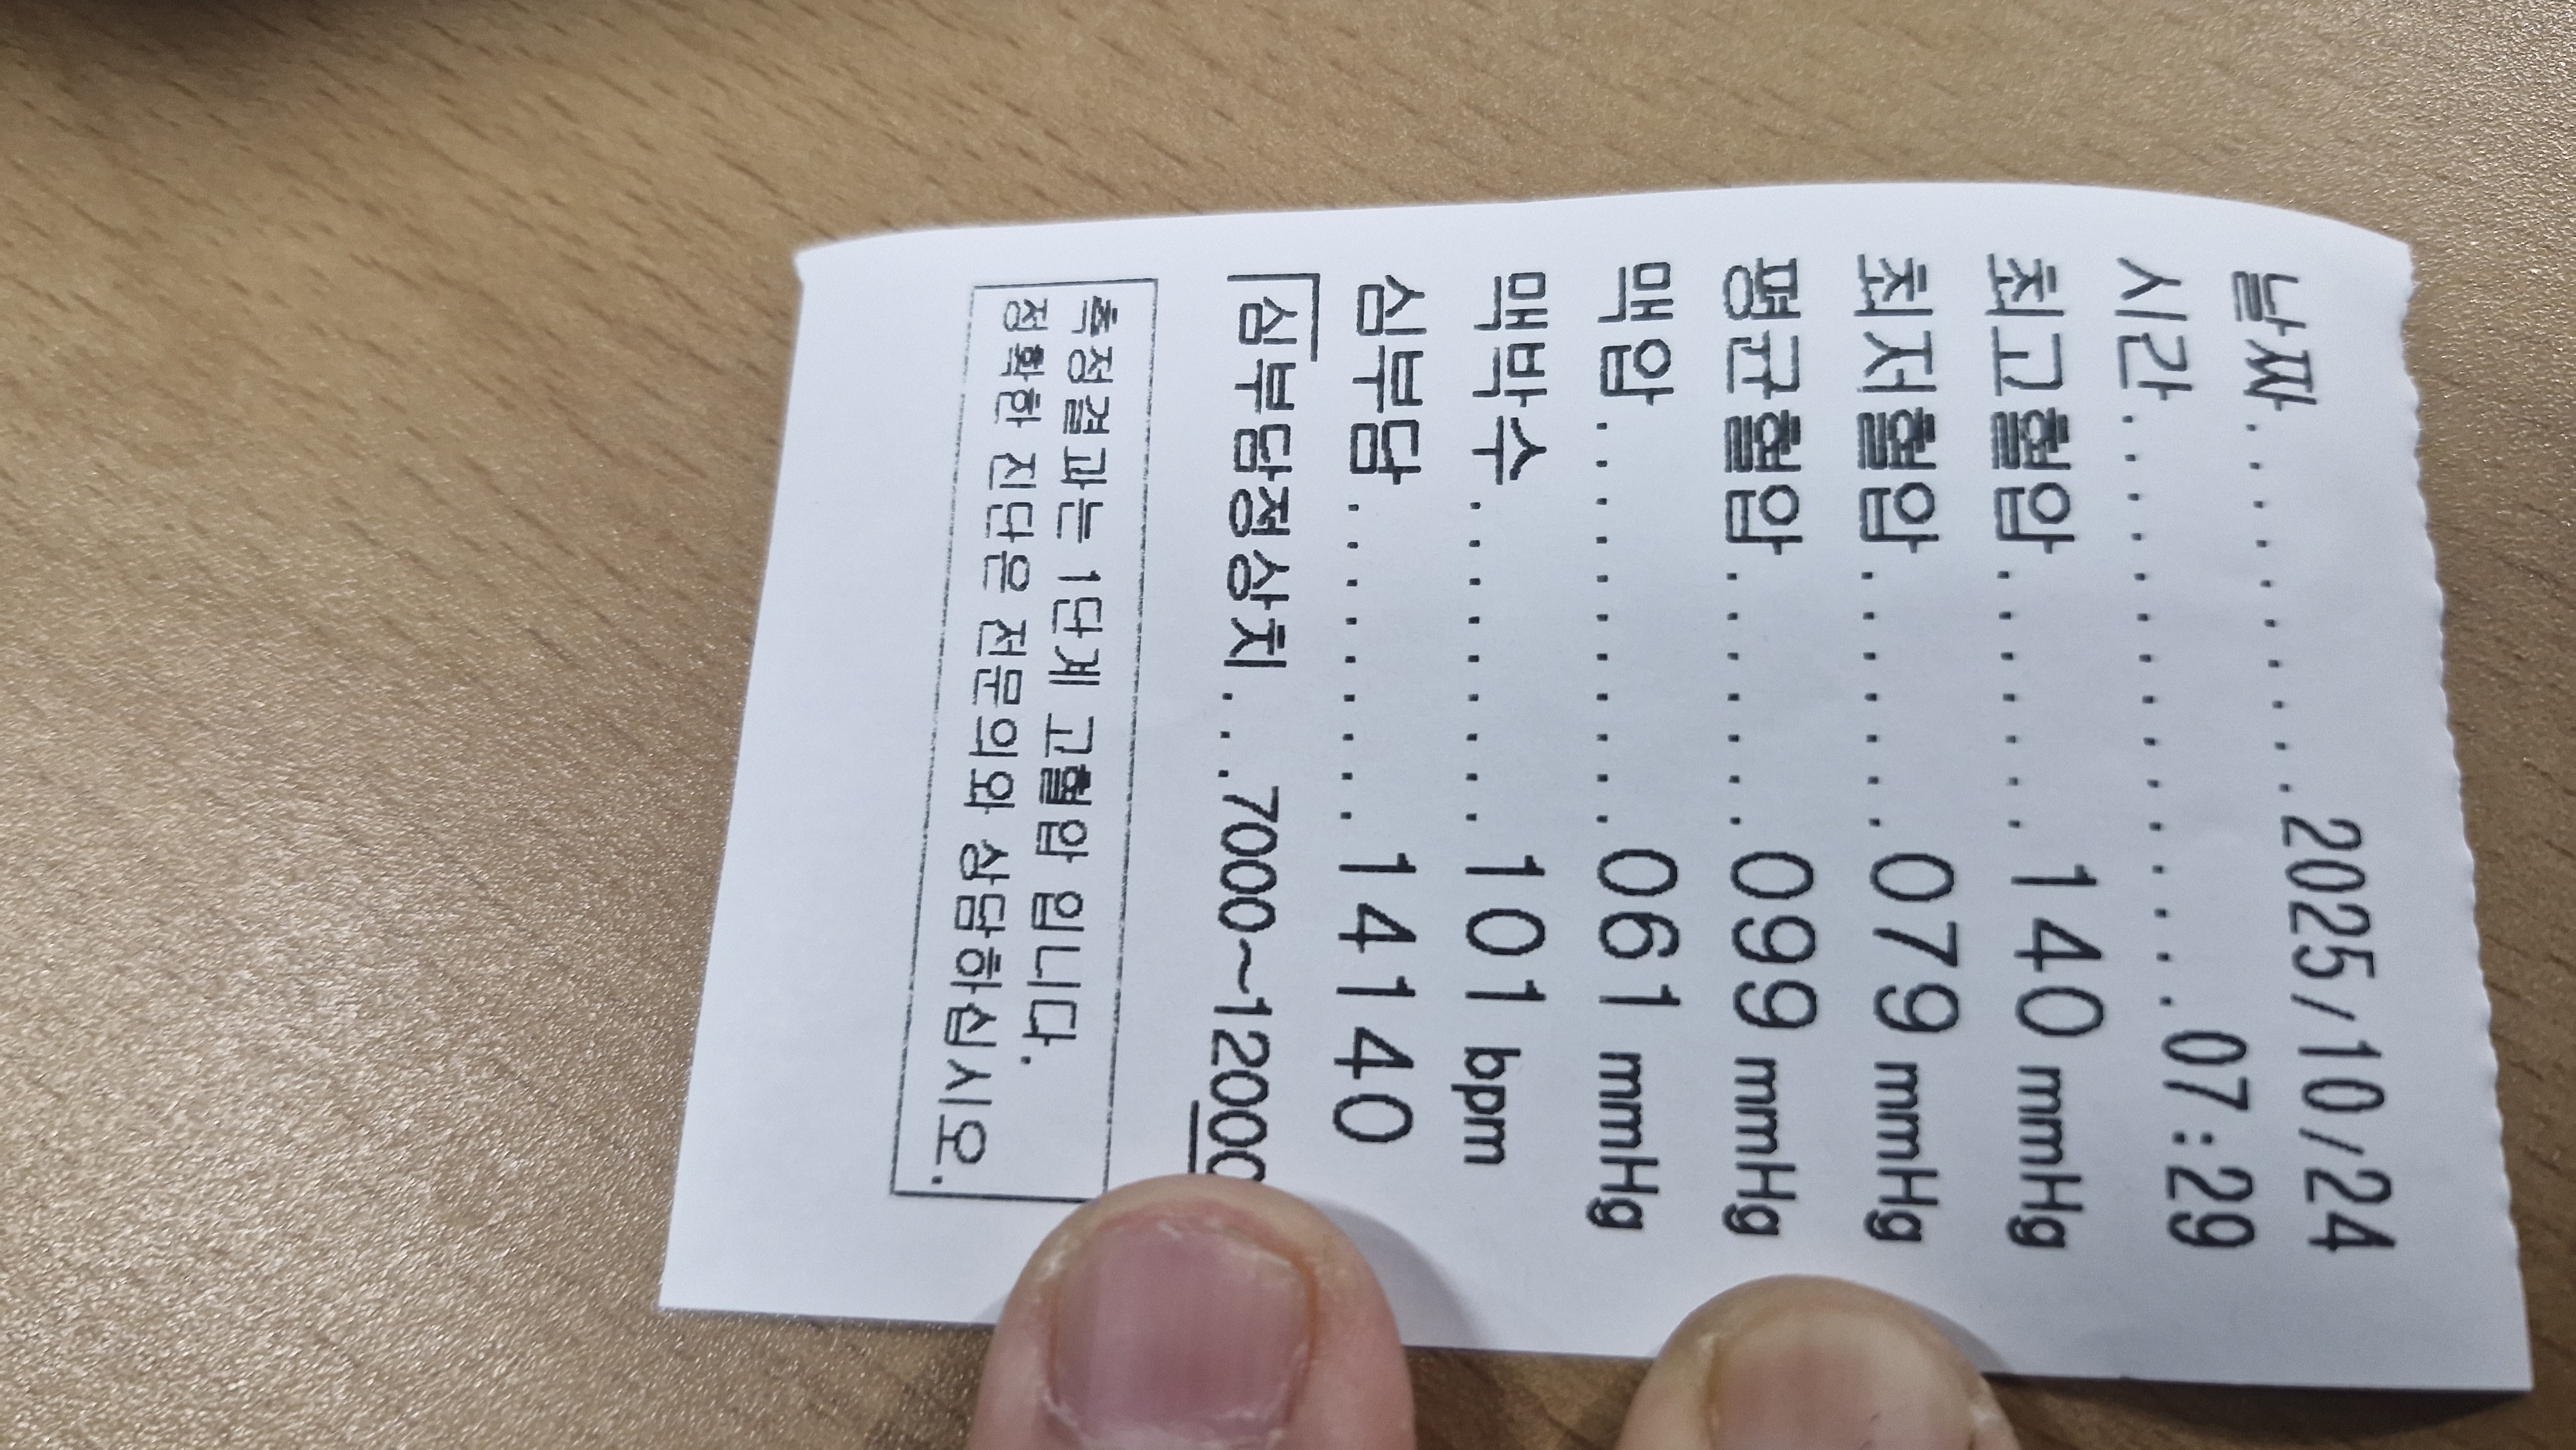 날짜..........2025/10/24
시간...............07:29
최고혈압.......140 mmHg
최저혈압.......079 mmHg
평균혈압.......099 mmHg
맥압...........061 mmHg
맥박수.........101 bpm
심부담.........14140
심부담정상치...7000~12000
측정결과는 1단계 고혈압 입니다.
정확한 진단은 전문의와 상담하십시오.